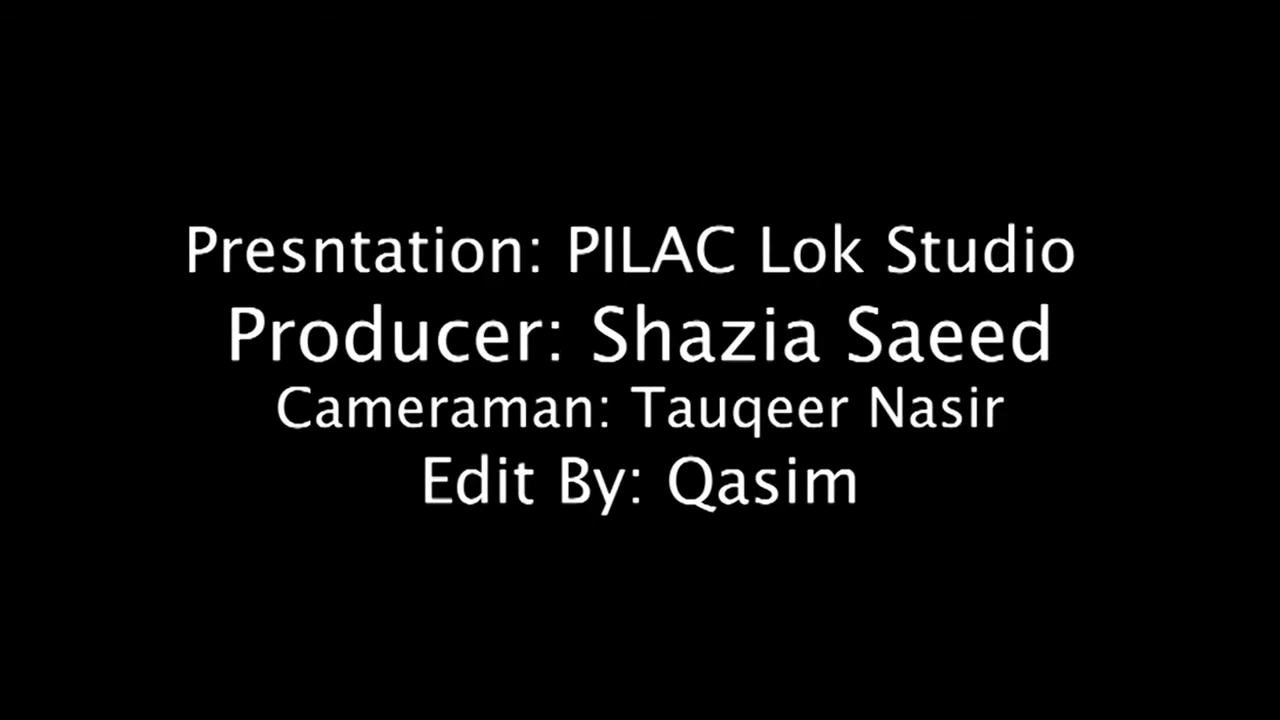 Presntation: PILAC Lok Studio
Producer: Shazia Saeed
Cameraman: Tauqeer Nasir
Edit By: Qasim